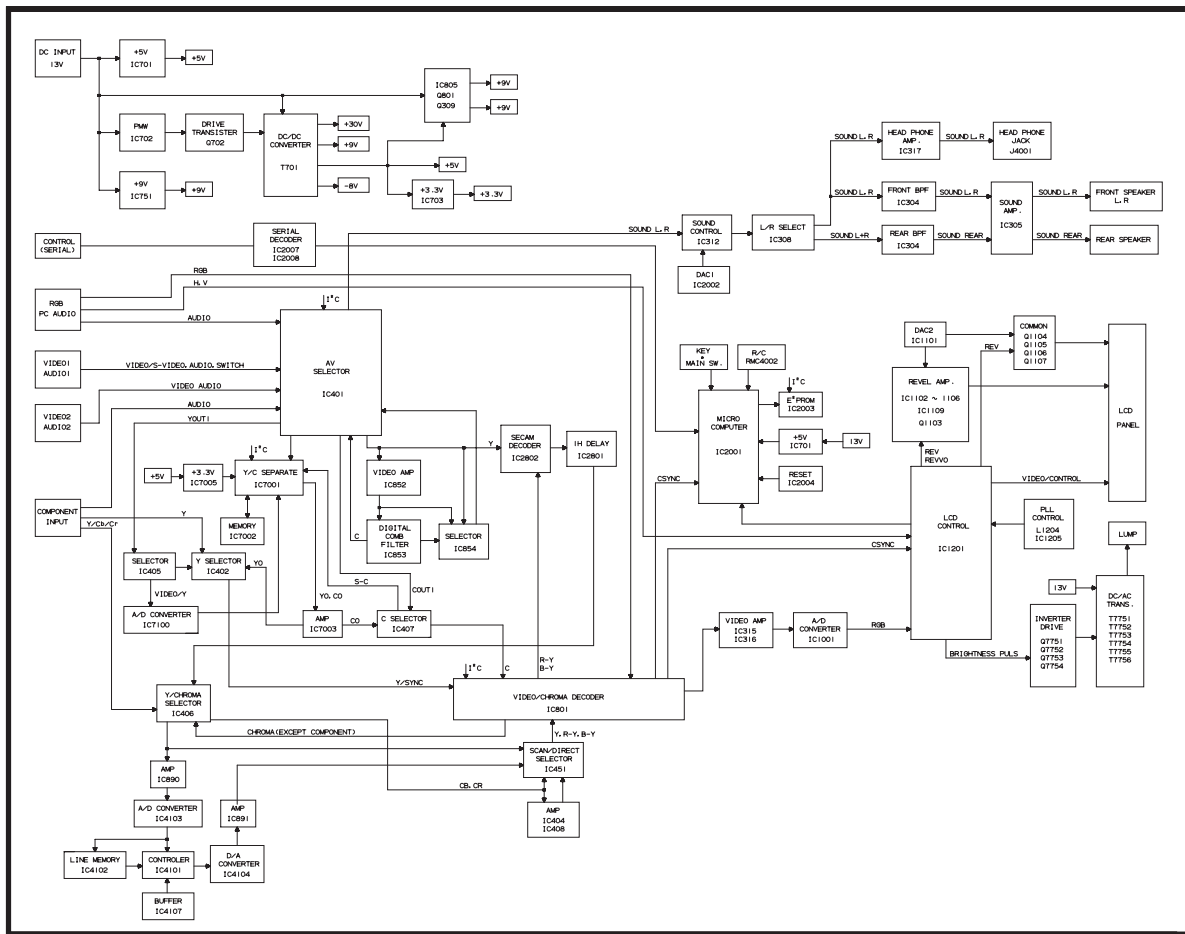 DC INPUT
13V
+5V
IC701
+5V
PMW
IC702
DRIVE
TRANSISTER
Q702
DC/DC
CONVERTER
T701
+30V
+9V
-8V
+9V
IC751
+9V
IC805
Q801
Q309
+9V
+9V
+5V
+3.3V
IC703
+3.3V
CONTROL
(SERIAL)
SERIAL
DECODER
IC2007
IC2008
SOUND L.R
SOUND
CONTROL
IC312
L/R SELECT
IC308
DAC1
IC2002
SOUND L.R
HEAD PHONE
AMP.
IC317
SOUND L.R
HEAD PHONE
JACK
J4001
SOUND L.R
FRONT BPF
IC304
SOUND L.R
SOUND
AMP.
IC305
SOUND L.R
FRONT SPEAKER
L.R
SOUND L+R
REAR BPF
IC304
SOUND REAR
SOUND REAR
REAR SPEAKER
RGB
H.V
RGB
PC AUDIO
AUDIO
I²C
AV
SELECTOR
IC401
VIDEO1
AUDIO1
VIDEO/S-VIDEO.AUDIO.SWITCH
VIDEO AUDIO
VIDEO2
AUDIO2
AUDIO
YOUT1
KEY
MAIN SW.
R/C
RMC4002
I²C
MICRO
COMPUTER
IC2001
E²PROM
IC2003
+5V
IC701
13V
RESET
IC2004
DAC2
IC1101
REV
COMMON
Q1104
Q1105
Q1106
Q1107
REVEL AMP.
IC1102 ~ 1106
IC1109
Q1103
LCD
PANEL
REV
REVVO
VIDEO/CONTROL
I²C
+5V
+3.3V
IC7005
Y/C SEPARATE
IC7001
MEMORY
IC7002
VIDEO AMP
IC852
DIGITAL
COMB
FILTER
IC853
C
SELECTOR
IC854
Y
SECAM
DECODER
IC2802
1H DELAY
IC2801
CSYNC
COMPONENT
INPUT
Y
Y/Cb/Cr
SELECTOR
IC405
Y SELECTOR
IC402
YO
VIDEO/Y
A/D CONVERTER
IC7100
S-C
COUT1
YO.CO
AMP
IC7003
CO
C SELECTOR
IC407
LCD
CONTROL
IC1201
CSYNC
PLL
CONTROL
L1204
IC1205
LUMP
13V
DC/AC
TRANS.
T7751
T7752
T7753
T7754
T7755
T7756
INVERTER
DRIVE
Q7751
Q7752
Q7753
Q7754
BRIGHTNESS PULS
VIDEO AMP
IC315
IC316
A/D
CONVERTER
IC1001
RGB
R-Y
B-Y
I²C
C
Y/SYNC
VIDEO/CHROMA DECODER
IC801
Y/CHROMA
SELECTOR
IC406
CHROMA(EXCEPT COMPONENT)
Y.R-Y.B-Y
SCAN/DIRECT
SELECTOR
IC451
CB.CR
AMP
IC404
IC408
AMP
IC890
A/D CONVERTER
IC4103
AMP
IC891
LINE MEMORY
IC4102
CONTROLER
IC4101
D/A
CONVERTER
IC4104
BUFFER
IC4107